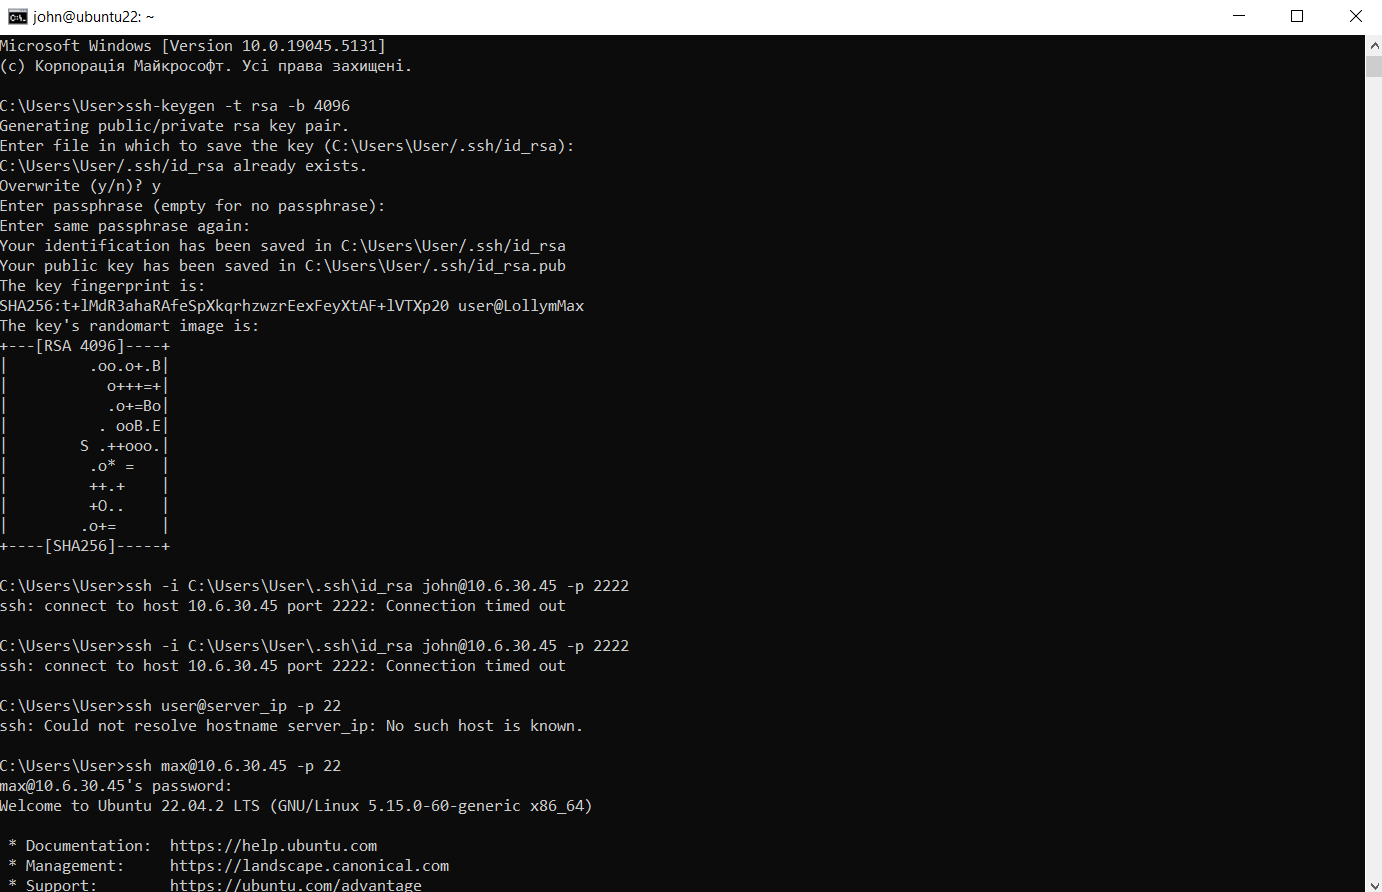 john@ubuntu22: ~
Microsoft Windows [Version 10.0.19045.5131]
(c) Корпорація Майкрософт. Усі права захищені.
C:\Users\User>ssh-keygen -t rsa -b 4096
Generating public/private rsa key pair.
Enter file in which to save the key (C:\Users\User/.ssh/id_rsa):
C:\Users\User/.ssh/id_rsa already exists.
Overwrite (y/n)? y
Enter passphrase (empty for no passphrase):
Enter same passphrase again:
Your identification has been saved in C:\Users\User/.ssh/id_rsa
Your public key has been saved in C:\Users\User/.ssh/id_rsa.pub
The key fingerprint is:
SHA256:t+lMdR3ahaRAfeSpXkqrhzwzrEexFeyXtAF+lVTXp20 user@LollymMax
The key's randomart image is:
+---[RSA 4096]----+
|         .oo.o+.B|
|           o+++=+|
|           .o+=Bo|
|          . ooB.E|
|        S .++ooo.|
|         .o* =   |
|         ++.+    |
|         +O..    |
|        .o+=     |
+----[SHA256]-----+
C:\Users\User>ssh -i C:\Users\User\.ssh\id_rsa john@10.6.30.45 -p 2222
ssh: connect to host 10.6.30.45 port 2222: Connection timed out
C:\Users\User>ssh -i C:\Users\User\.ssh\id_rsa john@10.6.30.45 -p 2222
ssh: connect to host 10.6.30.45 port 2222: Connection timed out
C:\Users\User>ssh user@server_ip -p 22
ssh: Could not resolve hostname server_ip: No such host is known.
C:\Users\User>ssh max@10.6.30.45 -p 22
max@10.6.30.45's password:
Welcome to Ubuntu 22.04.2 LTS (GNU/Linux 5.15.0-60-generic x86_64)
 * Documentation:  https://help.ubuntu.com
 * Management:     https://landscape.canonical.com
 * Support:        https://ubuntu.com/advantage